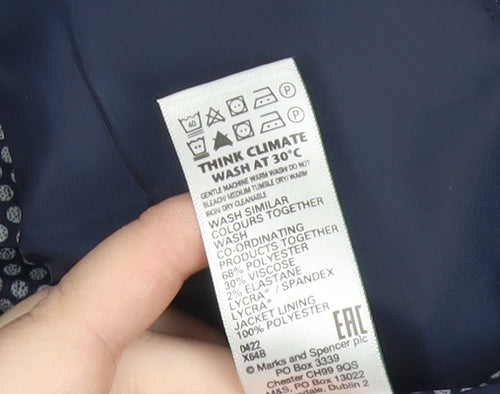 40 P
P
THINK CLIMATE
WASH AT 30°C
GENTLE MACHINE WARM WASH/ DO NOT
BLEACH/ MEDIUM TUMBLE DRY/ WARM
IRON/ DRY CLEANABLE
WASH SIMILAR
COLOURS TOGETHER
WASH
CO-ORDINATING
PRODUCTS TOGETHER
68% POLYESTER
30% VISCOSE
2% ELASTANE
LYCRA® / SPANDEX
LYCRA®
JACKET LINING
100% POLYESTER
0422
X64B
EAC
© Marks and Spencer plc
PO Box 3339
Chester CH99 9QS
M&S, PO Box 13022
Dublin 2